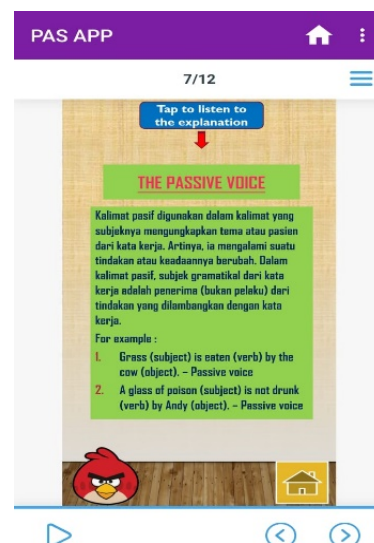 PAS APP
7/12
Tap to listen to
the explanation
THE PASSIVE VOICE
Kalimat pasif digunakan dalam kalimat yang
subjeknya mengungkapkan tema atau pasien
dari kata kerja. Artinya, ia mengalami suatu
tindakan atau keadaannya berubah. Dalam
kalimat pasif, subjek gramatikal dari kata
kerja adalah penerima (bukan pelaku) dari
tindakan yang dilambangkan dengan kata
kerja.
For example :
1. Grass (subject) is eaten (verb) by the
cow (object). – Passive voice
2. A glass of poison (subject) is not drunk
(verb) by Andy (object). – Passive voice